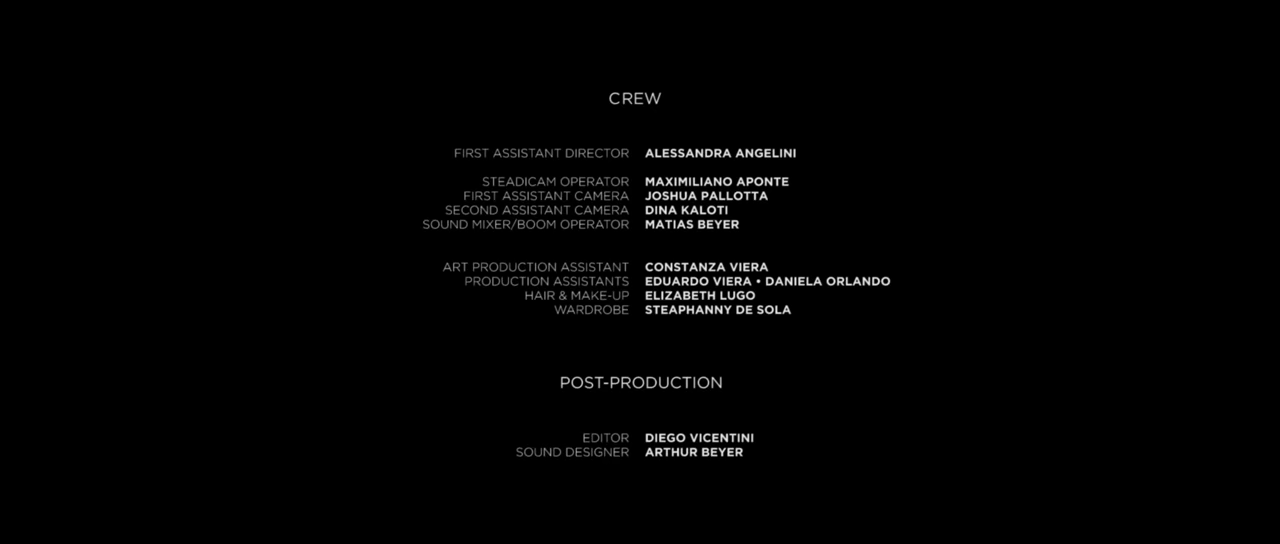 CREW
FIRST ASSISTANT DIRECTOR ALESSANDRA ANGELINI
STEADICAM OPERATOR MAXIMILIANO APONTE
FIRST ASSISTANT CAMERA JOSHUA PALLOTTA
SECOND ASSISTANT CAMERA DINA KALOTI
SOUND MIXER/BOOM OPERATOR MATIAS BEYER
ART PRODUCTION ASSISTANT CONSTANZA VIERA
PRODUCTION ASSISTANTS EDUARDO VIERA • DANIELA ORLANDO
HAIR & MAKE-UP ELIZABETH LUGO
WARDROBE STEAPHANNY DE SOLA
POST-PRODUCTION
EDITOR DIEGO VICENTINI
SOUND DESIGNER ARTHUR BEYER